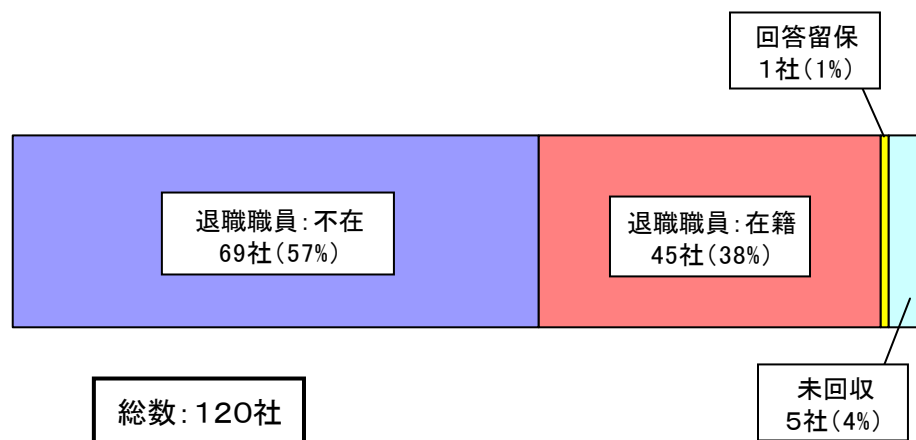 回答留保
1社(1%)
退職職員:不在
69社(57%)
退職職員:在籍
45社(38%)
未回収
5社(4%)
総数:120社